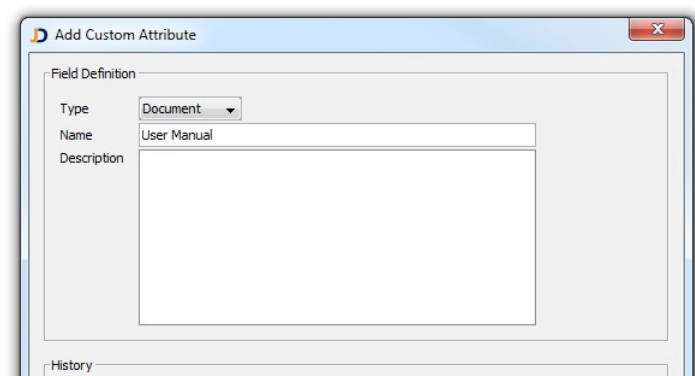 Add Custom Attribute
Field Definition
Type Document
Name User Manual
Description
History